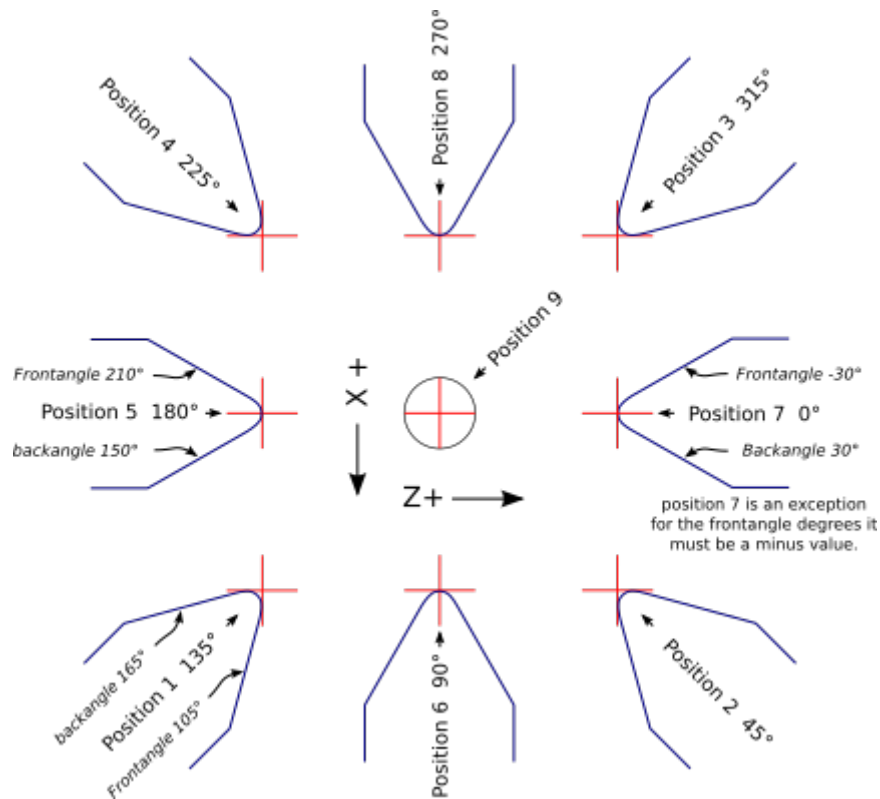 Position 4 225°
Position 8 270°
Position 3 315°
Position 9
X +
Z+
Frontangle 210°
Position 5 180°
backangle 150°
Frontangle -30°
Position 7 0°
Backangle 30°
position 7 is an exception
for the frontangle degrees it
must be a minus value.
backangle 165°
Position 1 135°
Frontangle 105°
Position 6 90°
Position 2 45°